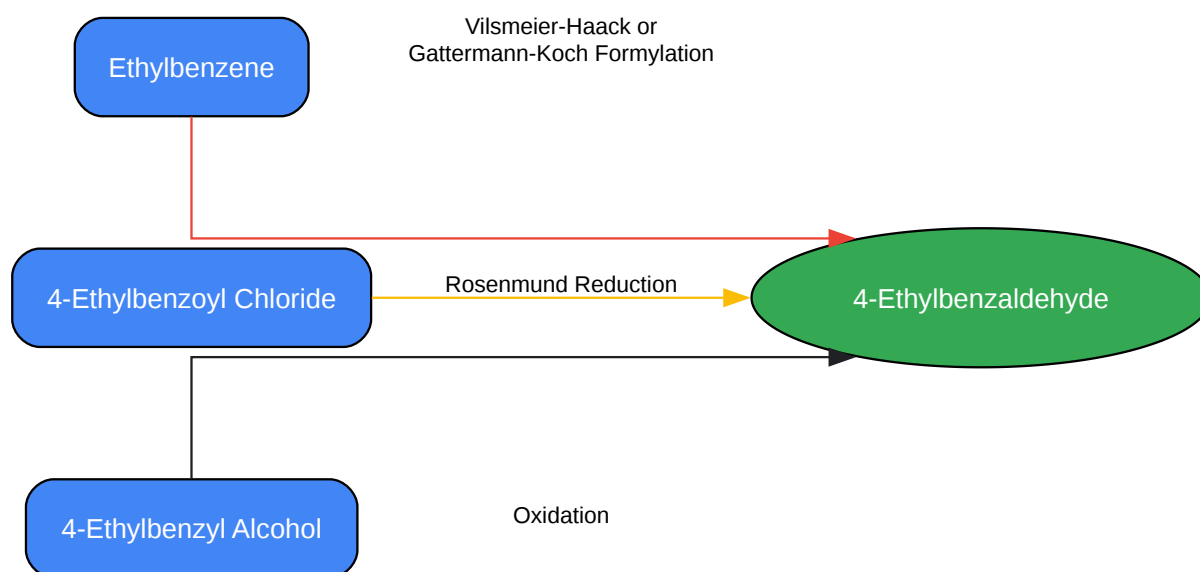 Vilsmeier-Haack or
Gattermann-Koch Formylation
Ethylbenzene
4-Ethylbenzoyl Chloride
Rosenmund Reduction
4-Ethylbenzaldehyde
4-Ethylbenzyl Alcohol
Oxidation